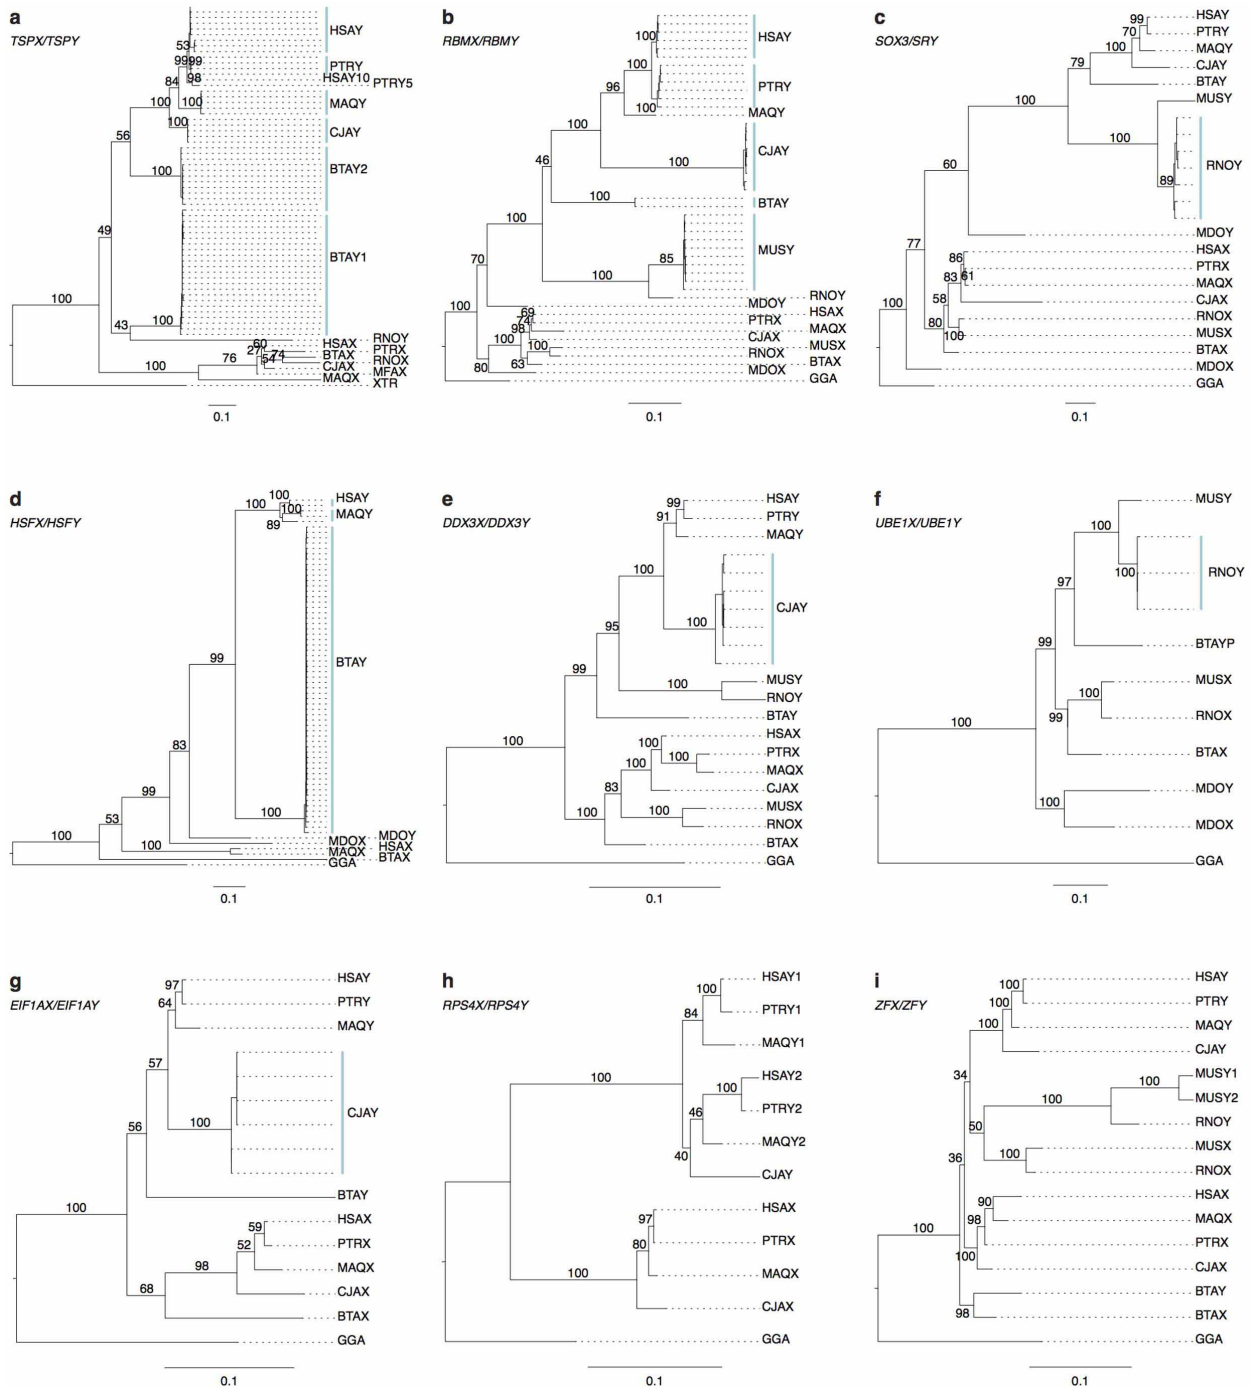 a
TSPX/TSPY
HSAY
53
PTRY
9999
98
HSAY10
PTRY5
84
100
100
MAQY
100
CJAY
56
100
BTAY2
49
BTAY1
100
43
100
RNOY
60
HSAX
PTRX
27
54
74
BTAX
RNOX
76
CJAX
MFAX
100
MAQX
XTR
0.1
b
RBMX/RBMY
100
HSAY
100
PTRY
96
100
MAQY
100
CJAY
46
100
BTAY
100
100
MUSY
70
85
100
RNOY
MDOY
69
HSAX
100
74
PTRX
98
MAQX
CJAX
100
MUSX
100
RNOX
63
BTAX
80
MDOX
GGA
0.1
c
SOX3/SRY
99
HSAY
70
PTRY
100
MAQY
79
CJAY
BTAY
100
MUSY
100
RNOY
60
89
MDOY
77
HSAX
86
PTRX
83
61
MAQX
58
CJAX
100
RNOX
80
100
MUSX
BTAX
MDOX
GGA
0.1
d
HSFX/HSFY
100
HSAY
100
100
MAQY
89
99
BTAY
83
99
53
100
100
MDOY
MDOX
100
HSAX
MAQX
BTAX
GGA
0.1
e
DDX3X/DDX3Y
99
HSAY
91
PTRY
MAQY
100
CJAY
95
100
99
100
MUSY
RNOY
BTAY
100
HSAX
100
PTRX
100
100
MAQX
83
CJAX
100
MUSX
100
RNOX
BTAX
GGA
0.1
f
UBE1X/UBE1Y
MUSY
100
97
100
RNOY
99
BTAYP
MUSX
100
99
RNOX
100
BTAX
MDOY
100
MDOX
GGA
0.1
g
EIF1AX/EIF1AY
97
HSAY
64
PTRY
MAQY
57
CJAY
56
100
BTAY
100
HSAX
59
PTRX
52
98
MAQX
68
CJAX
BTAX
GGA
0.1
h
RPS4X/RPS4Y
HSAY1
100
84
PTRY1
MAQY1
100
HSAY2
100
46
PTRY2
40
MAQY2
CJAY
HSAX
97
80
PTRX
100
MAQX
CJAX
GGA
0.1
i
ZFX/ZFY
HSAY
100
100
PTRY
100
MAQY
CJAY
34
MUSY1
100
100
MUSY2
50
RNOY
MUSX
36
100
RNOX
HSAX
90
98
MAQX
100
PTRX
100
CJAX
BTAY
98
BTAX
GGA
0.1